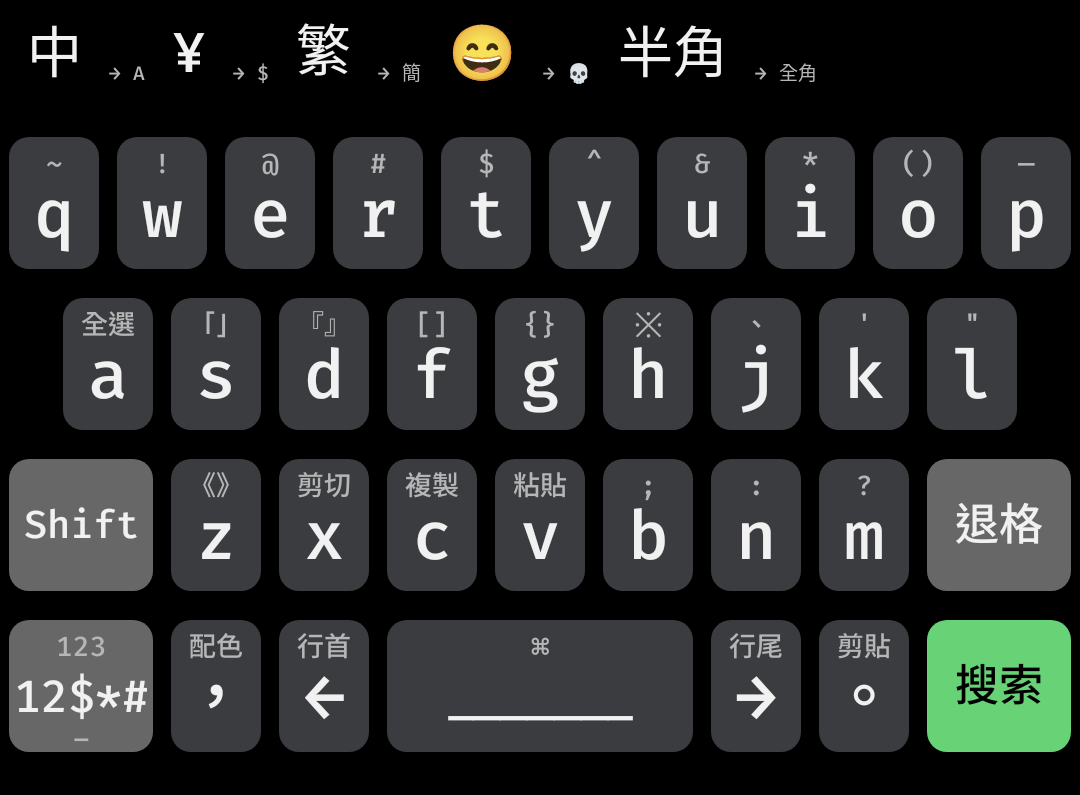 中 → A ¥ → $ 繁 → 簡 😄 → 💀 半角 → 全角
~ ! @ # $ ^ & * () —
q w e r t y u i o p
全選 「」 『』 [] {} ※ 、 ' "
a s d f g h j k l
《》 剪切 複製 粘貼 ; : ?
Shift z x c v b n m 退格
123 配色 行首 ⌘ 行尾 剪貼
12$*# ， ← → 。 搜索
—